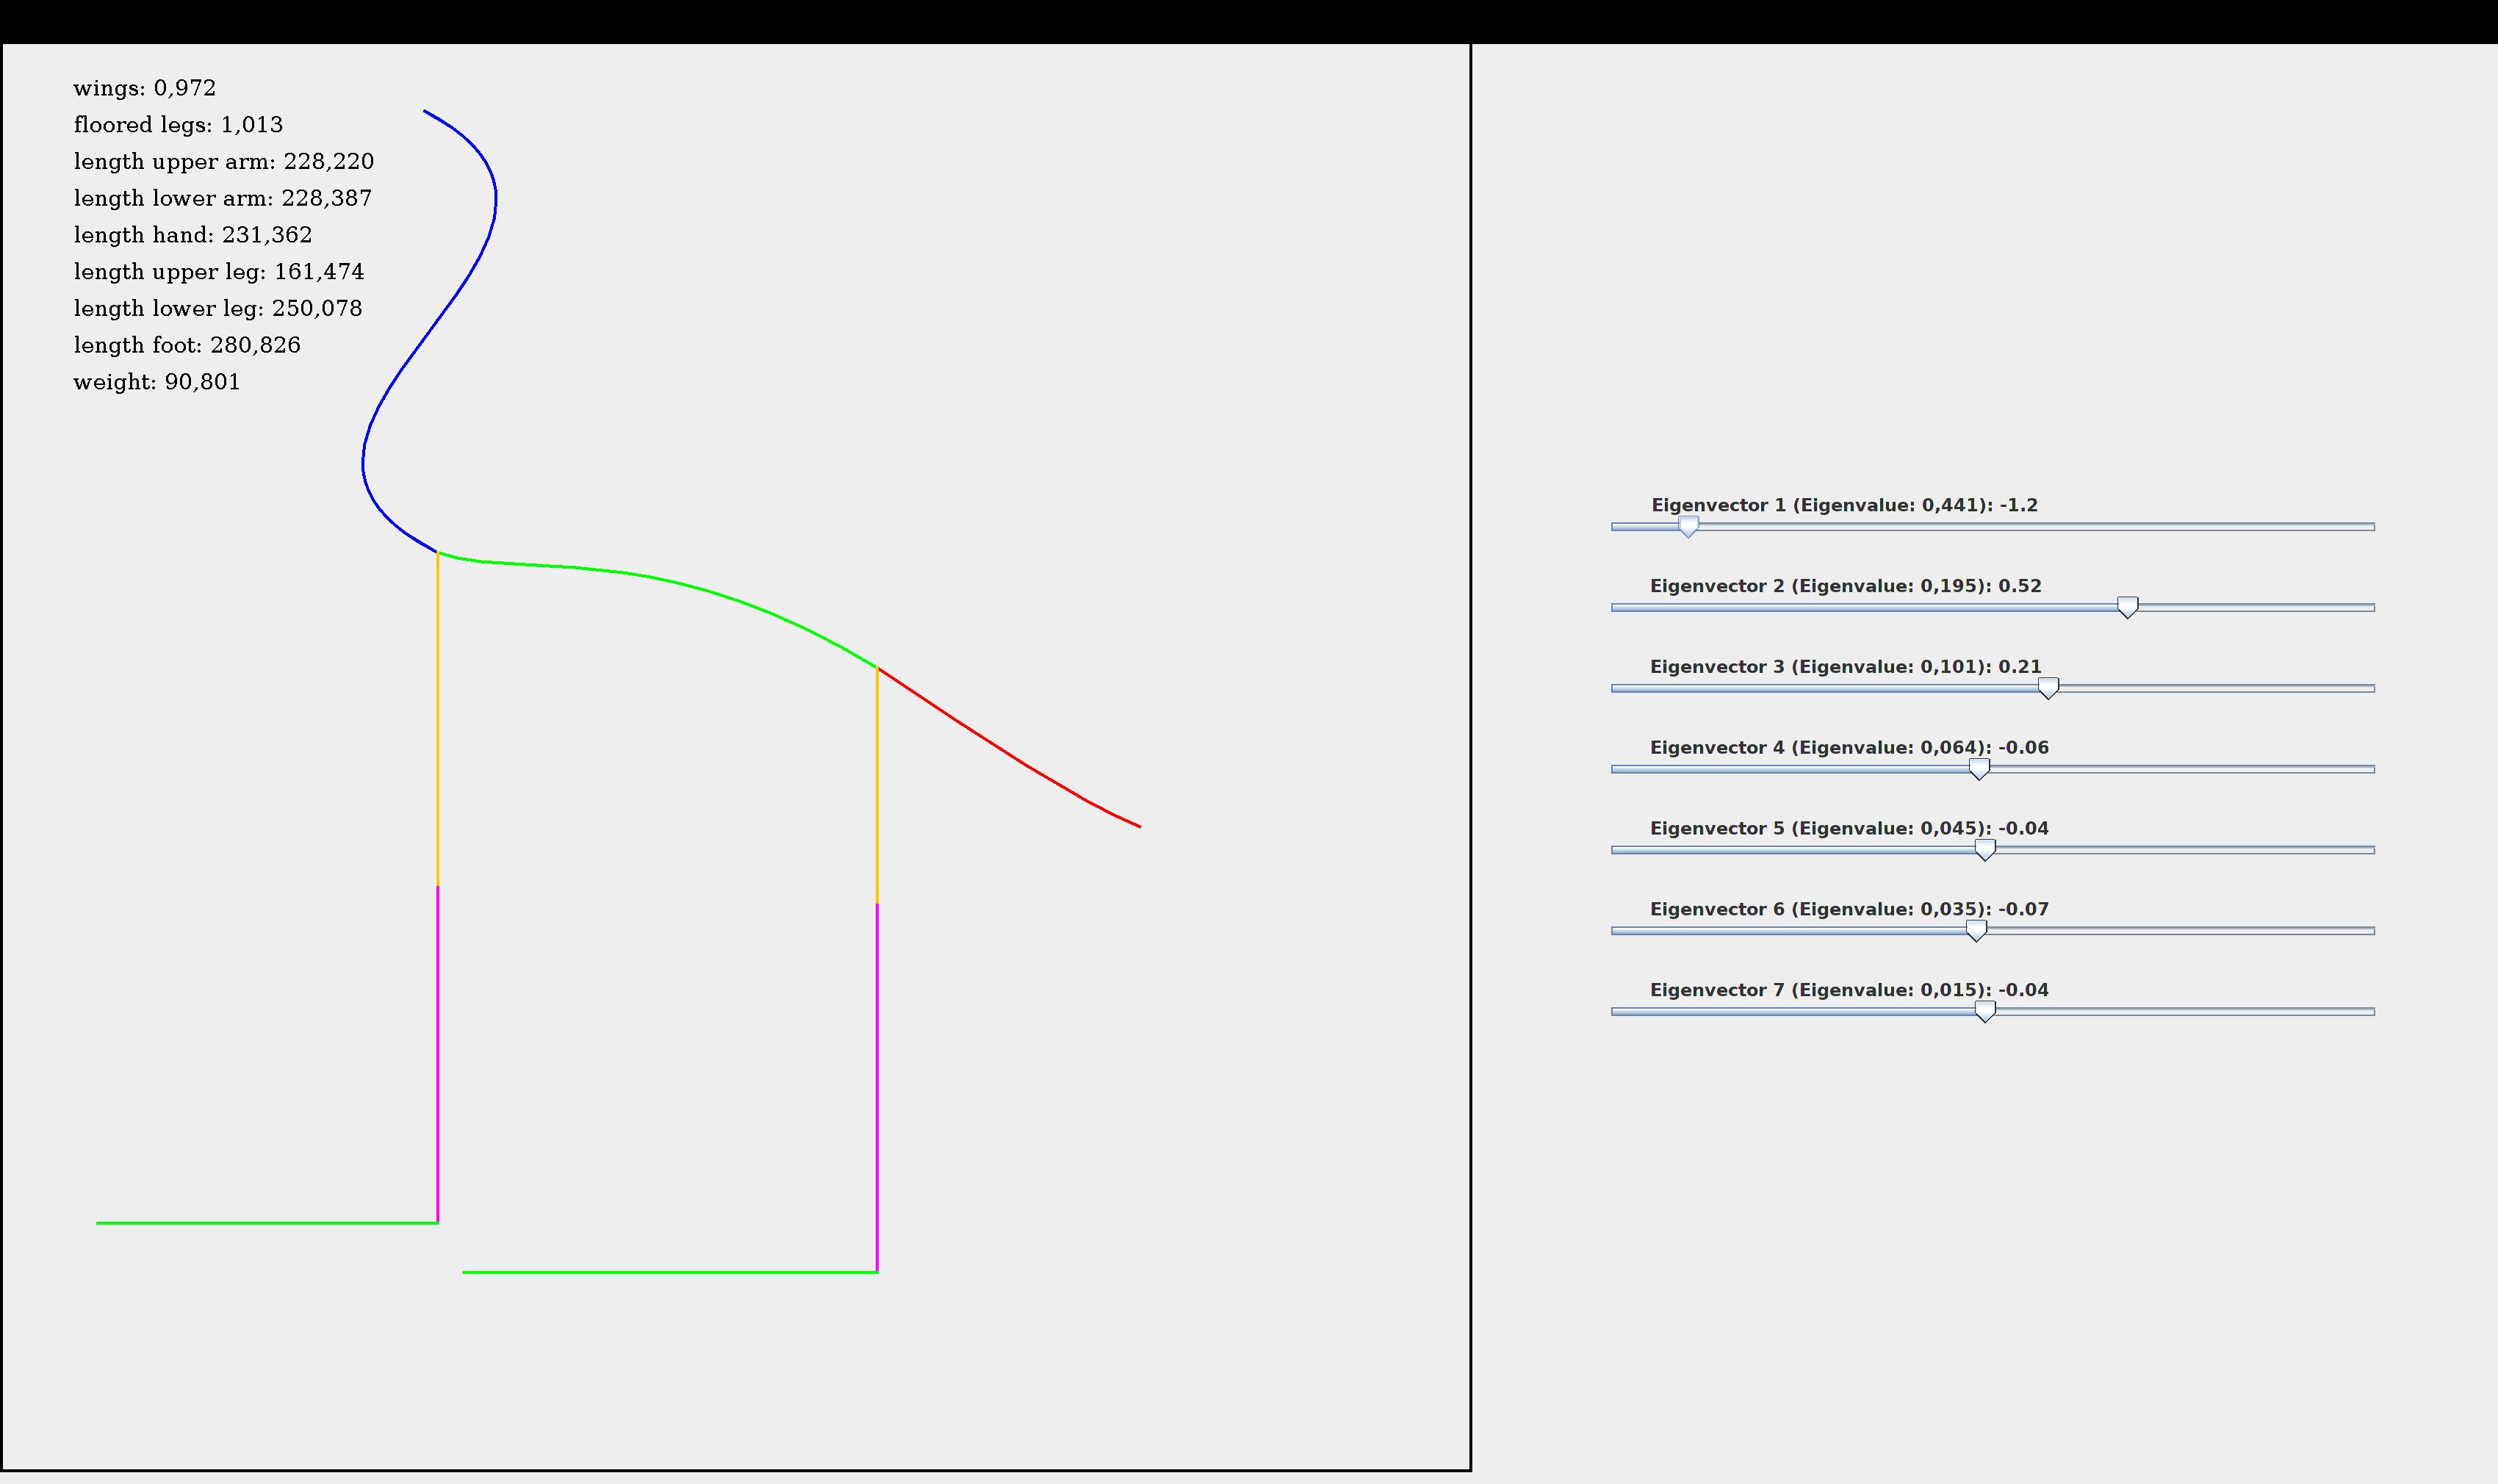 wings: 0,972
floored legs: 1,013
length upper arm: 228,220
length lower arm: 228,387
length hand: 231,362
length upper leg: 161,474
length lower leg: 250,078
length foot: 280,826
weight: 90,801
Eigenvector 1 (Eigenvalue: 0,441): -1.2
Eigenvector 2 (Eigenvalue: 0,195): 0.52
Eigenvector 3 (Eigenvalue: 0,101): 0.21
Eigenvector 4 (Eigenvalue: 0,064): -0.06
Eigenvector 5 (Eigenvalue: 0,045): -0.04
Eigenvector 6 (Eigenvalue: 0,035): -0.07
Eigenvector 7 (Eigenvalue: 0,015): -0.04